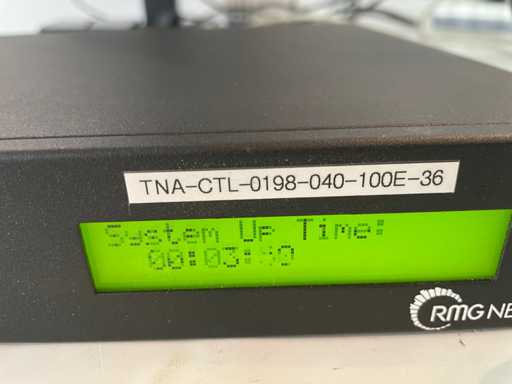 TNA-CTL-0198-040-100E-36
System Up Time:
RMG NE